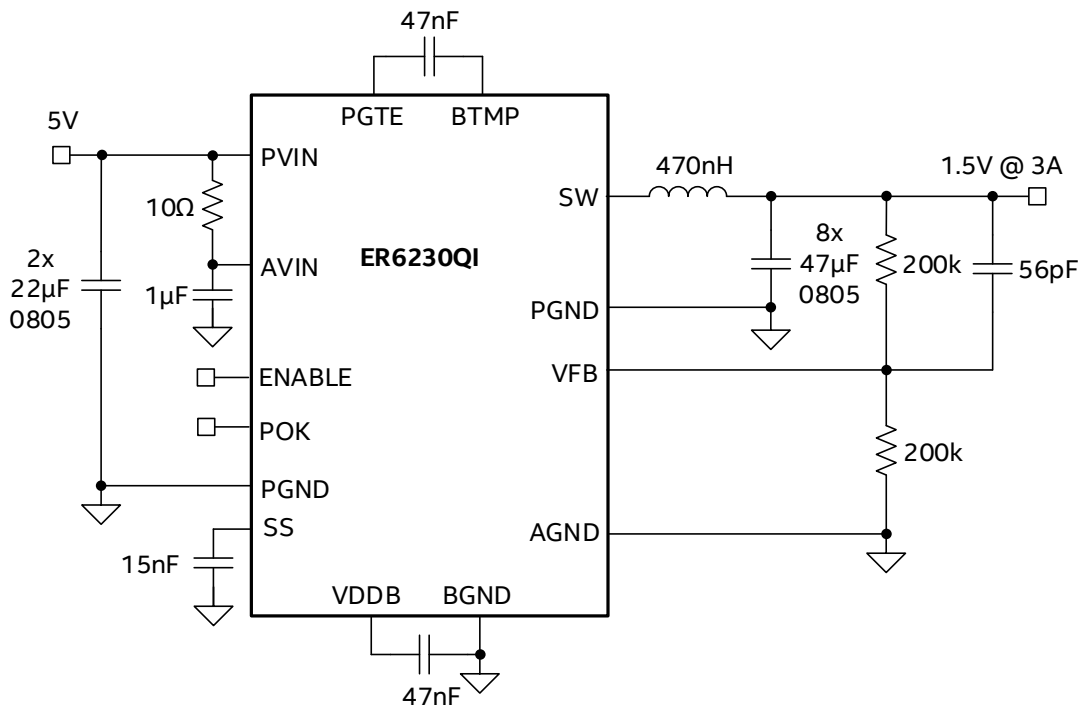 47nF
PGTE
BTMP
5V
PVIN
470nH
1.5V @ 3A
SW
10Ω
ER6230QI
2x
22µF
0805
AVIN
1µF
8x
47µF
0805
200k
56pF
PGND
ENABLE
VFB
POK
200k
PGND
SS
AGND
15nF
VDDB
BGND
47nF